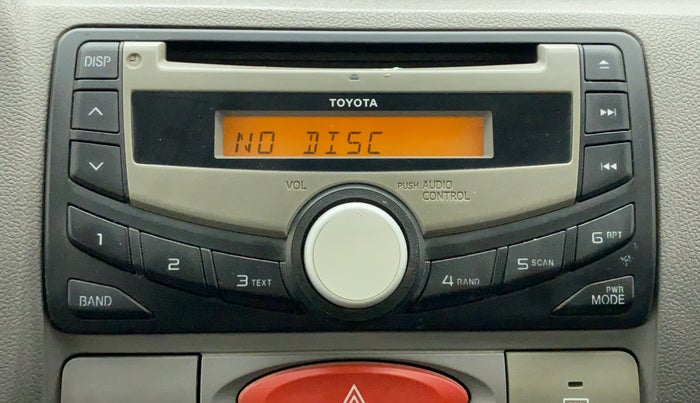 DISP
TOYOTA
NO DISC
VOL
PUSH AUDIO
CONTROL
1
2
3 TEXT
4 RAND
5 SCAN
6 RPT
BAND
PWR
MODE